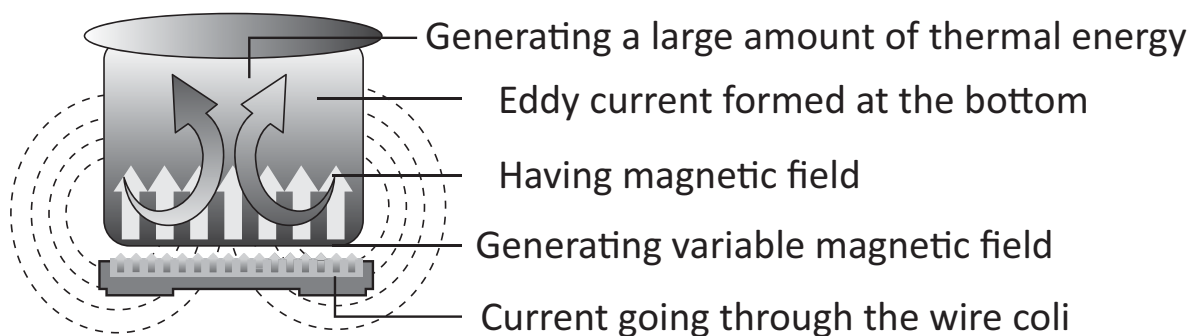 Generating a large amount of thermal energy
Eddy current formed at the bottom
Having magnetic field
Generating variable magnetic field
Current going through the wire coli